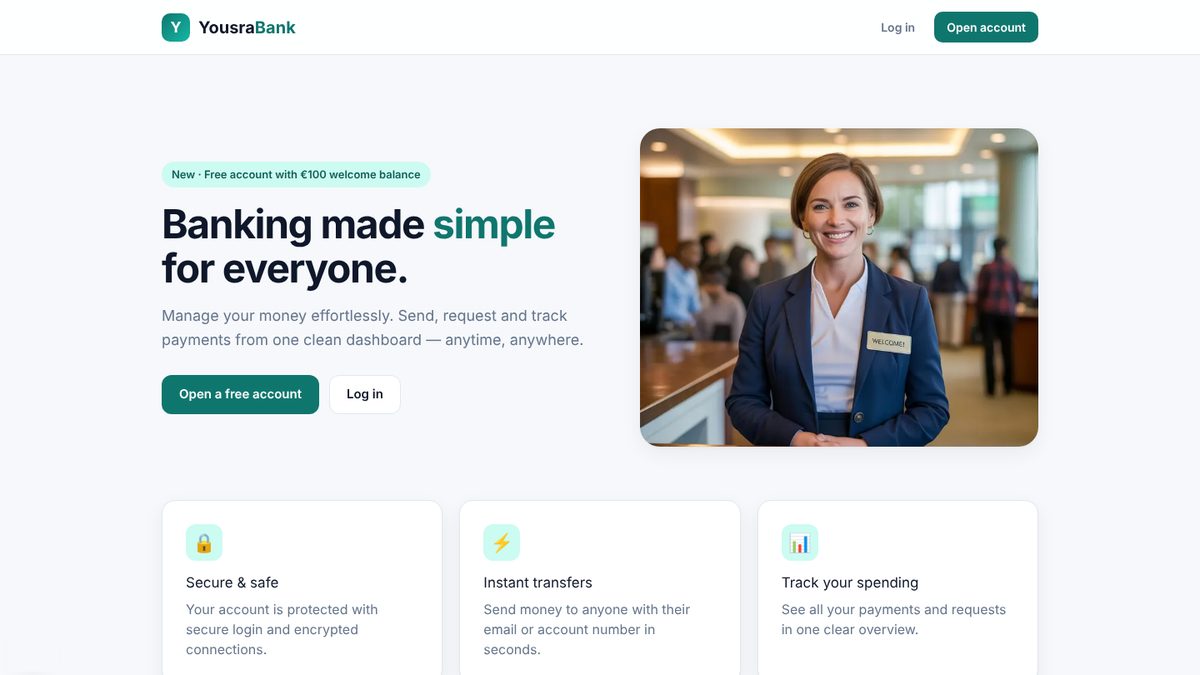 Y YousraBank
Log in
Open account
New · Free account with €100 welcome balance
Banking made simple
for everyone.
Manage your money effortlessly. Send, request and track
payments from one clean dashboard — anytime, anywhere.
Open a free account
Log in
WELCOME!
Secure & safe
Your account is protected with
secure login and encrypted
connections.
Instant transfers
Send money to anyone with their
email or account number in
seconds.
Track your spending
See all your payments and requests
in one clear overview.